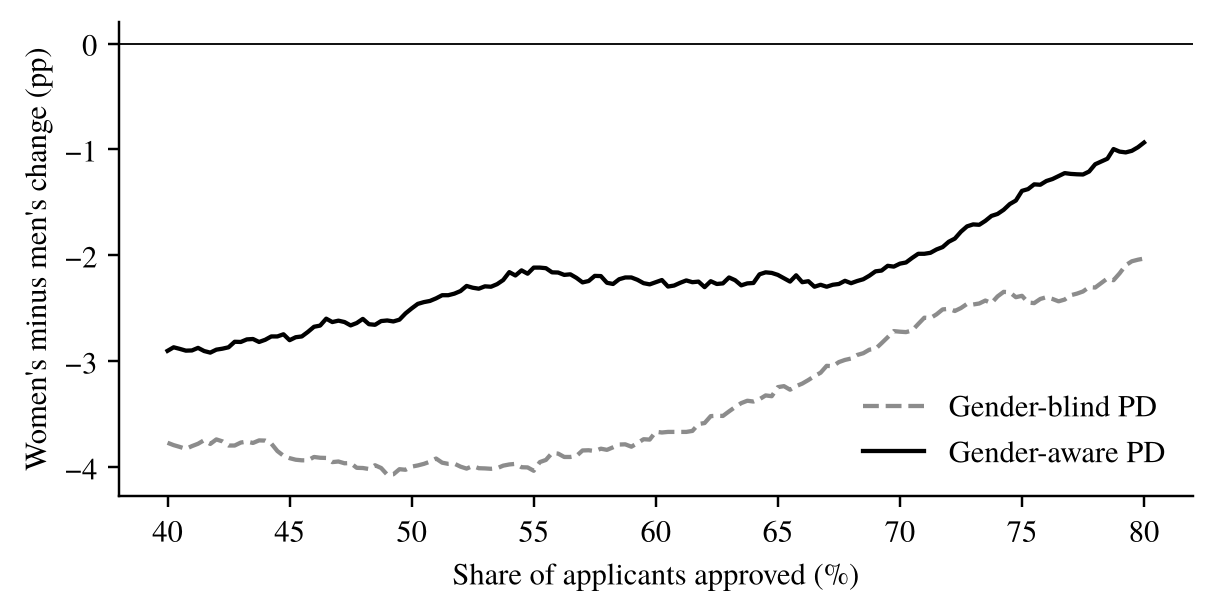 Women's minus men's change (pp)
0
−1
−2
−3
−4
Gender-blind PD
Gender-aware PD
40 45 50 55 60 65 70 75 80
Share of applicants approved (%)